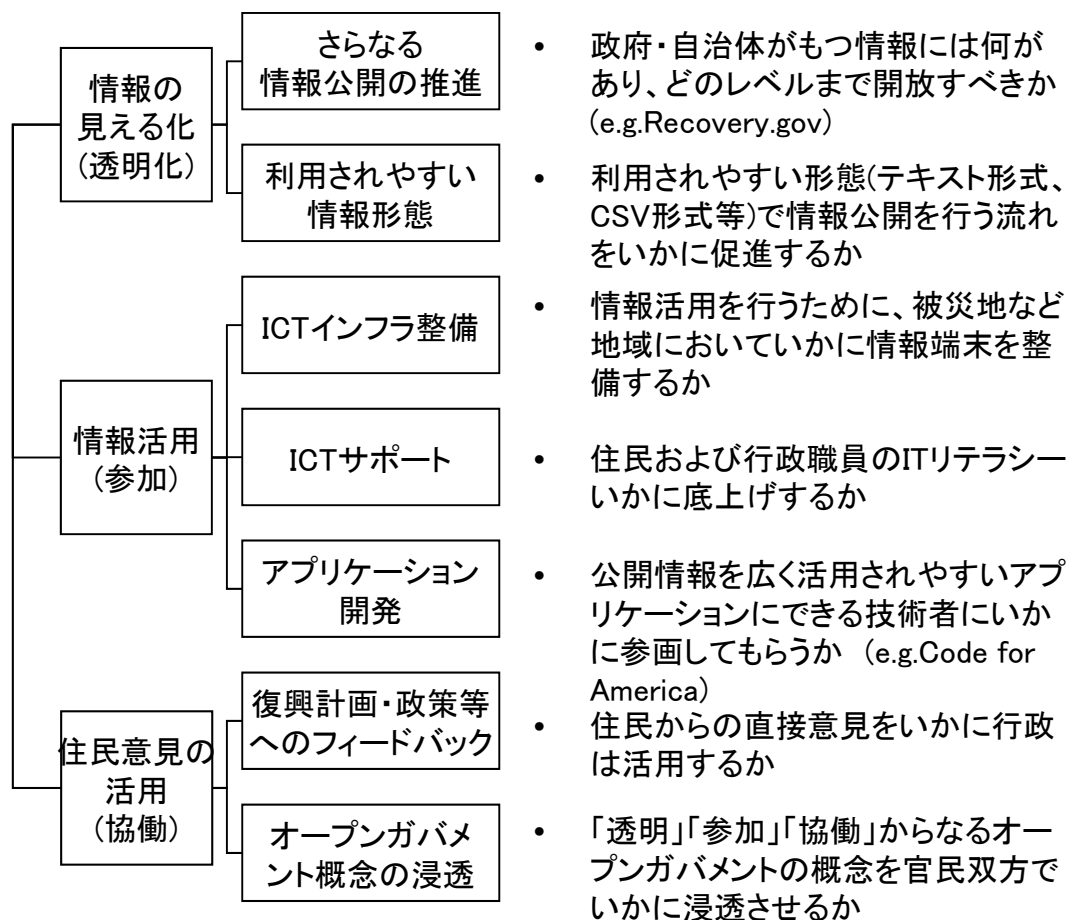 さらなる
情報公開の推進
• 政府・自治体がもつ情報には何が
あり、どのレベルまで開放すべきか
(e.g.Recovery.gov)
情報の
見える化
(透明化)
利用されやすい
情報形態
• 利用されやすい形態(テキスト形式、
CSV形式等)で情報公開を行う流れ
をいかに促進するか
ICTインフラ整備
• 情報活用を行うために、被災地など
地域においていかに情報端末を整
備するか
情報活用
(参加)
ICTサポート
• 住民および行政職員のITリテラシー
いかに底上げするか
アプリケーション
開発
• 公開情報を広く活用されやすいアプ
リケーションにできる技術者にいか
に参画してもらうか (e.g.Code for
America)
住民意見の
活用
(協働)
復興計画・政策等
へのフィードバック
• 住民からの直接意見をいかに行政
は活用するか
オープンガバメ
ント概念の浸透
• 「透明」「参加」「協働」からなるオー
プンガバメントの概念を官民双方で
いかに浸透させるか